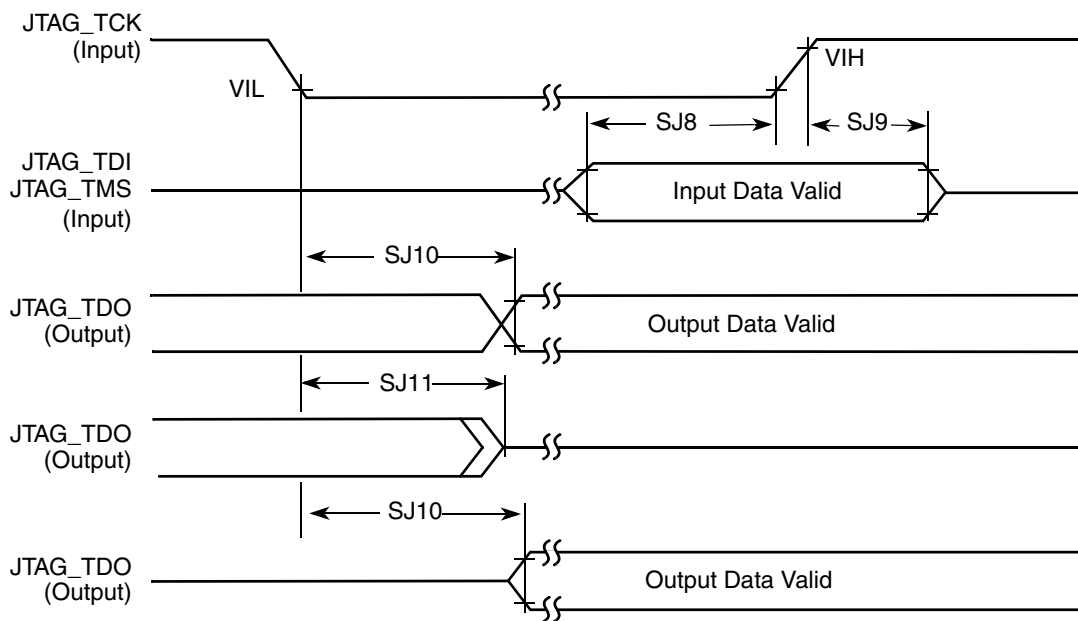 JTAG_TCK
(Input)
VIL
VIH
SJ8
SJ9
JTAG_TDI
JTAG_TMS
(Input)
Input Data Valid
SJ10
JTAG_TDO
(Output)
Output Data Valid
SJ11
JTAG_TDO
(Output)
SJ10
JTAG_TDO
(Output)
Output Data Valid